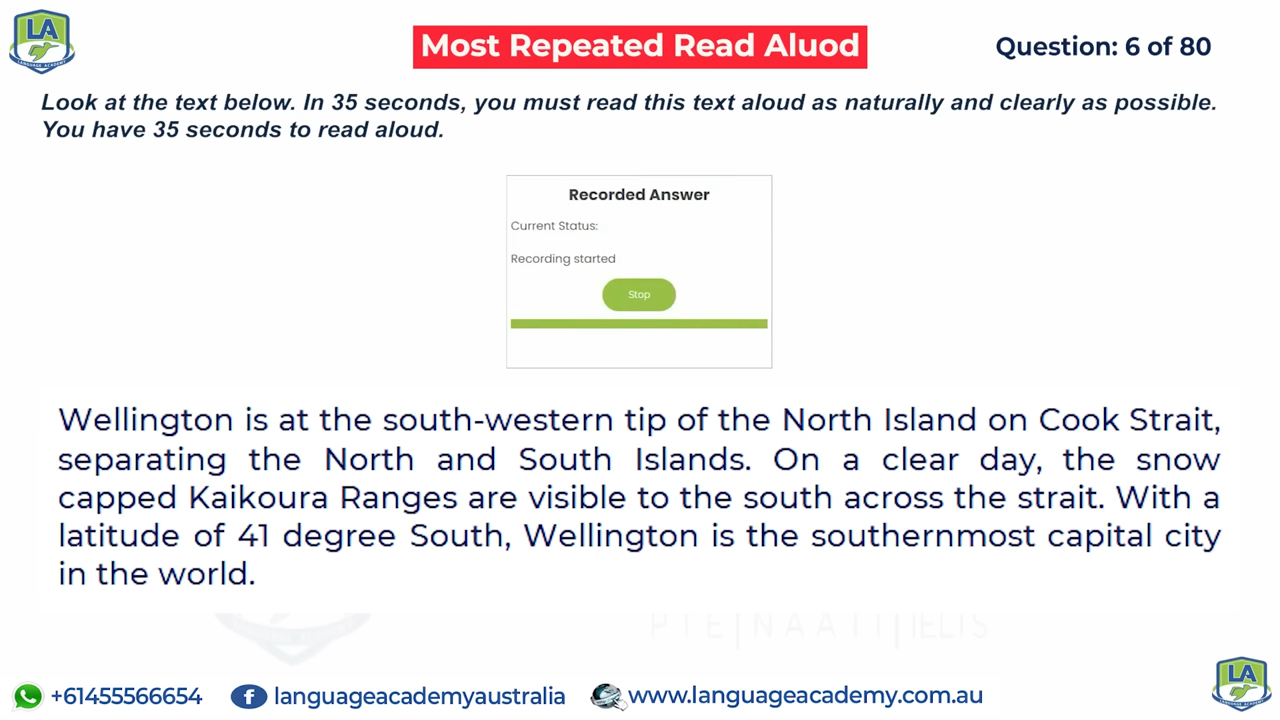 LA
LANGUAGE ACADEMY
Most Repeated Read Aluod
Question: 6 of 80
Look at the text below. In 35 seconds, you must read this text aloud as naturally and clearly as possible.
You have 35 seconds to read aloud.
Recorded Answer
Current Status:
Recording started
Stop
Wellington is at the south-western tip of the North Island on Cook Strait,
separating the North and South Islands. On a clear day, the snow
capped Kaikoura Ranges are visible to the south across the strait. With a
latitude of 41 degree South, Wellington is the southernmost capital city
in the world.
PTE|NAATI|IELTS
+61455566654
languageacademyaustralia
www.languageacademy.com.au
LA